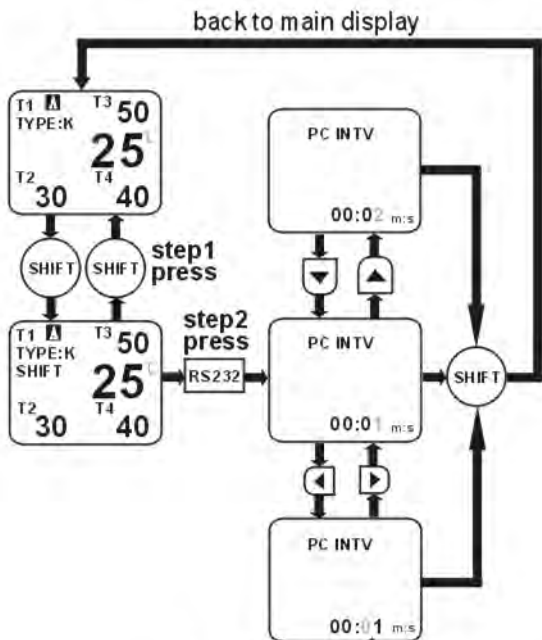 back to main display
T1 A T3 50
TYPE:K
25
T2 T4
30 40
SHIFT SHIFT
step1
press
T1 A T3 50
TYPE:K
SHIFT
25
T2 T4
30 40
step2
press
RS232
PC INTV
00:02 m:s
PC INTV
00:01 m:s
SHIFT
PC INTV
00:01 m:s